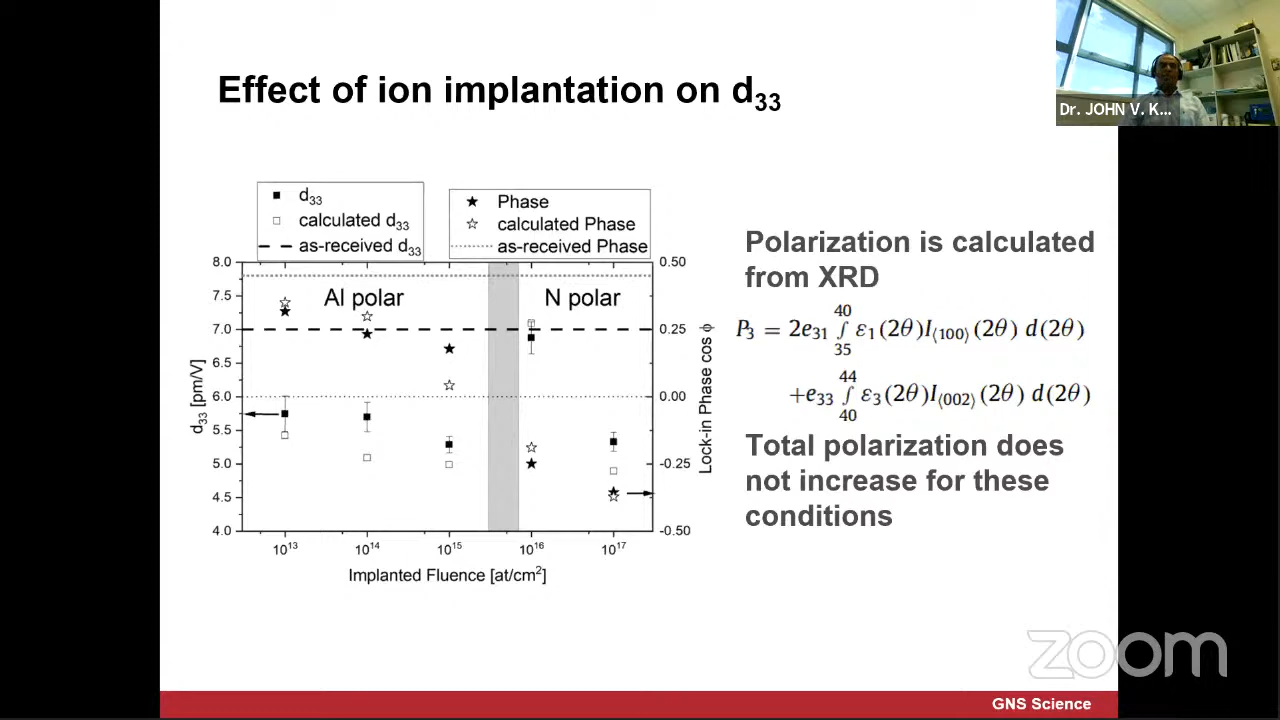 Effect of ion implantation on d33
Dr. JOHN V. K...
d33
calculated d33
as-received d33
Phase
calculated Phase
as-received Phase
8.0
7.5
7.0
6.5
6.0
5.5
5.0
4.5
4.0
d33 [pm/V]
Al polar
N polar
0.50
0.25
0.00
-0.25
-0.50
Lock-in Phase cos ϕ
10^13 10^14 10^15 10^16 10^17
Implanted Fluence [at/cm²]
Polarization is calculated
from XRD
P₃ = 2e₃₁ ∫₃₅⁴⁰ ε₁(2θ)I⟨100⟩(2θ) d(2θ)
+e₃₃ ∫₄₀⁴⁴ ε₃(2θ)I⟨002⟩(2θ) d(2θ)
Total polarization does
not increase for these
conditions
zoom
GNS Science